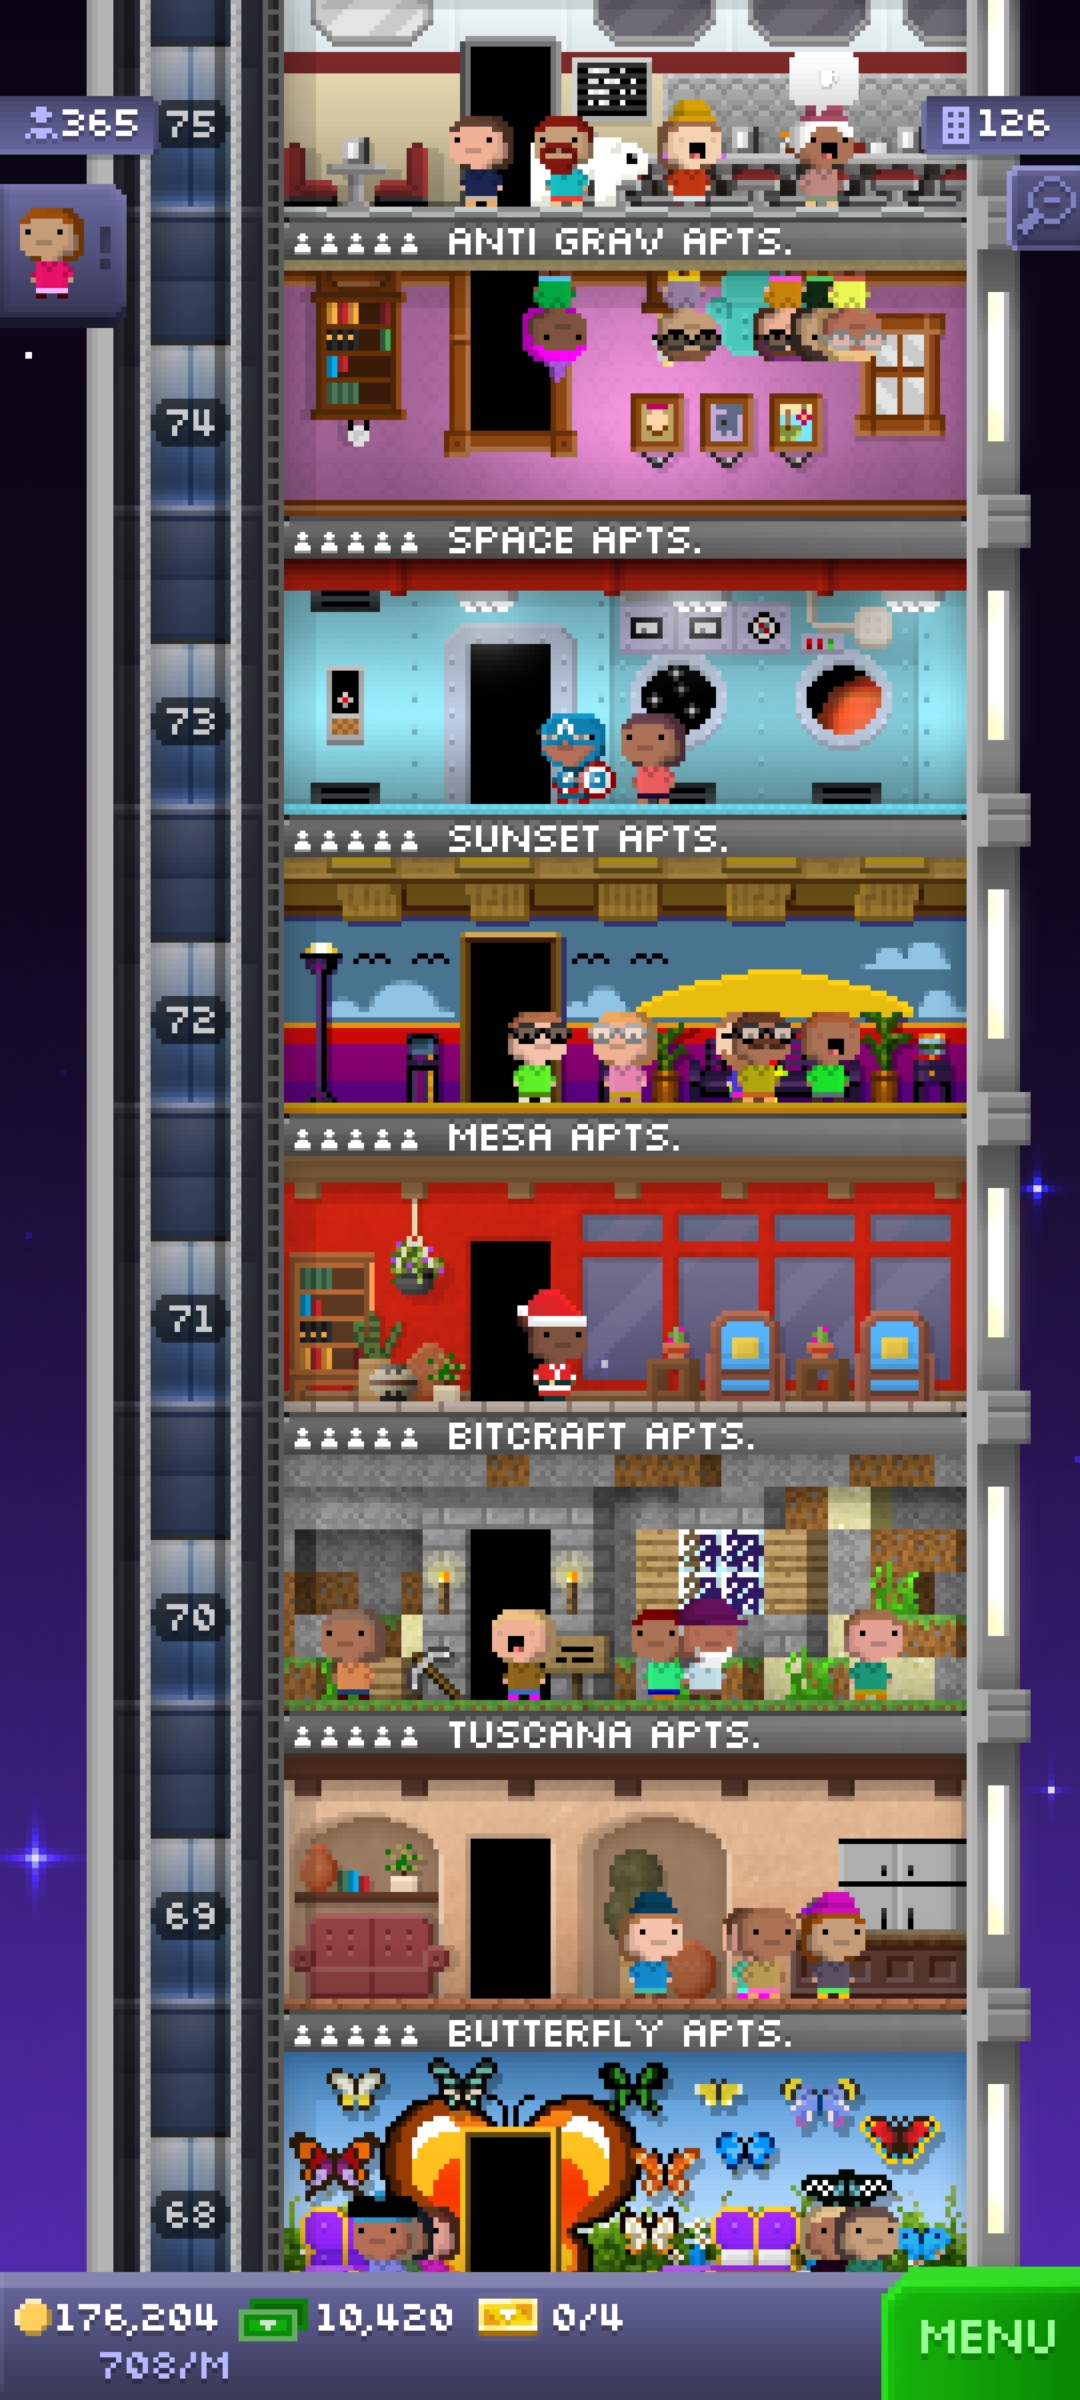 75
365
126
!
ANTI GRAV APTS.
74
SPACE APTS.
73
SUNSET APTS.
72
MESA APTS.
71
BITCRAFT APTS.
70
TUSCANA APTS.
69
BUTTERFLY APTS.
68
176,204 10,420 0/4
708/M
MENU